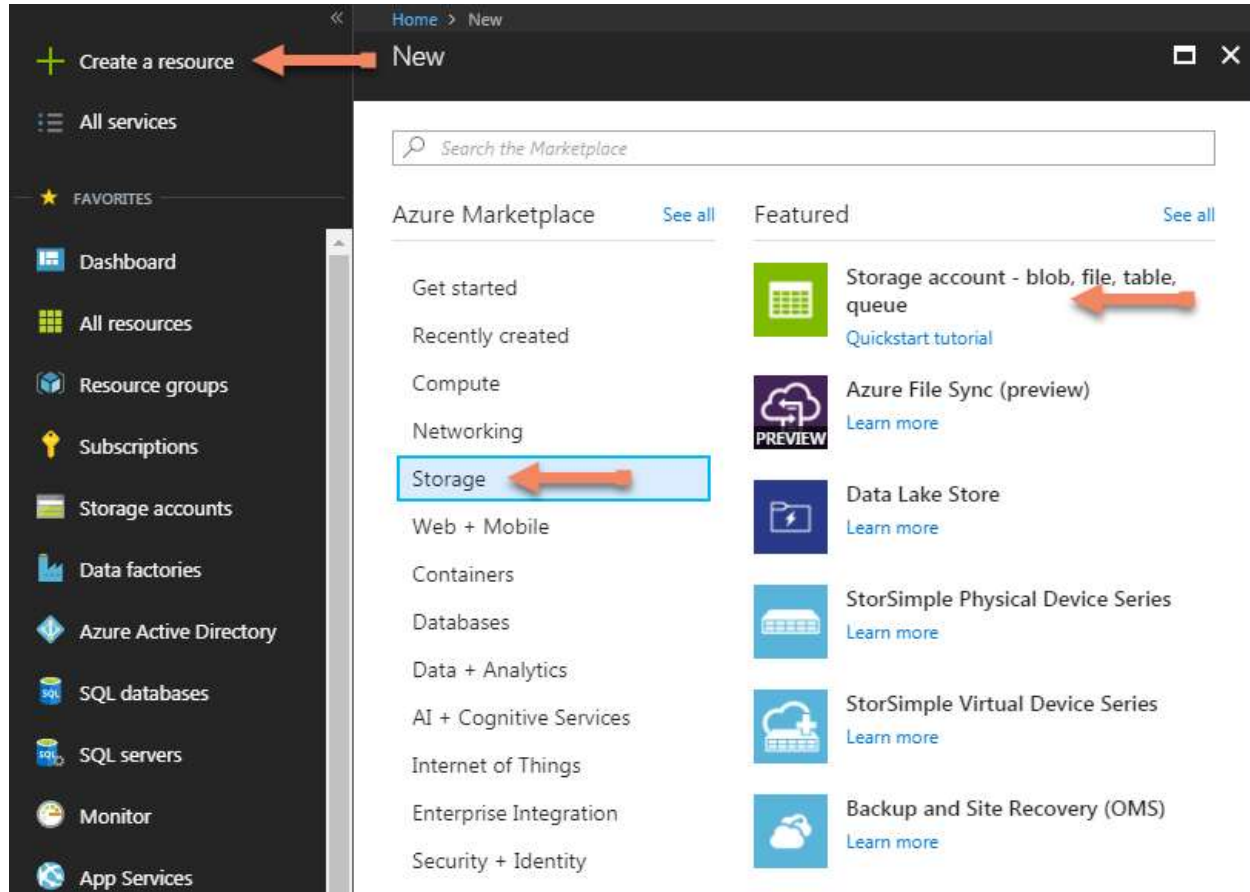 «
Create a resource
All services
FAVORITES
Dashboard
All resources
Resource groups
Subscriptions
Storage accounts
Data factories
Azure Active Directory
SQL databases
SQL servers
Monitor
App Services
Home > New
New
Search the Marketplace
Azure Marketplace
See all
Get started
Recently created
Compute
Networking
Storage
Web + Mobile
Containers
Databases
Data + Analytics
AI + Cognitive Services
Internet of Things
Enterprise Integration
Security + Identity
Featured
See all
Storage account - blob, file, table,
queue
Quickstart tutorial
PREVIEW
Azure File Sync (preview)
Learn more
Data Lake Store
Learn more
StorSimple Physical Device Series
Learn more
StorSimple Virtual Device Series
Learn more
Backup and Site Recovery (OMS)
Learn more